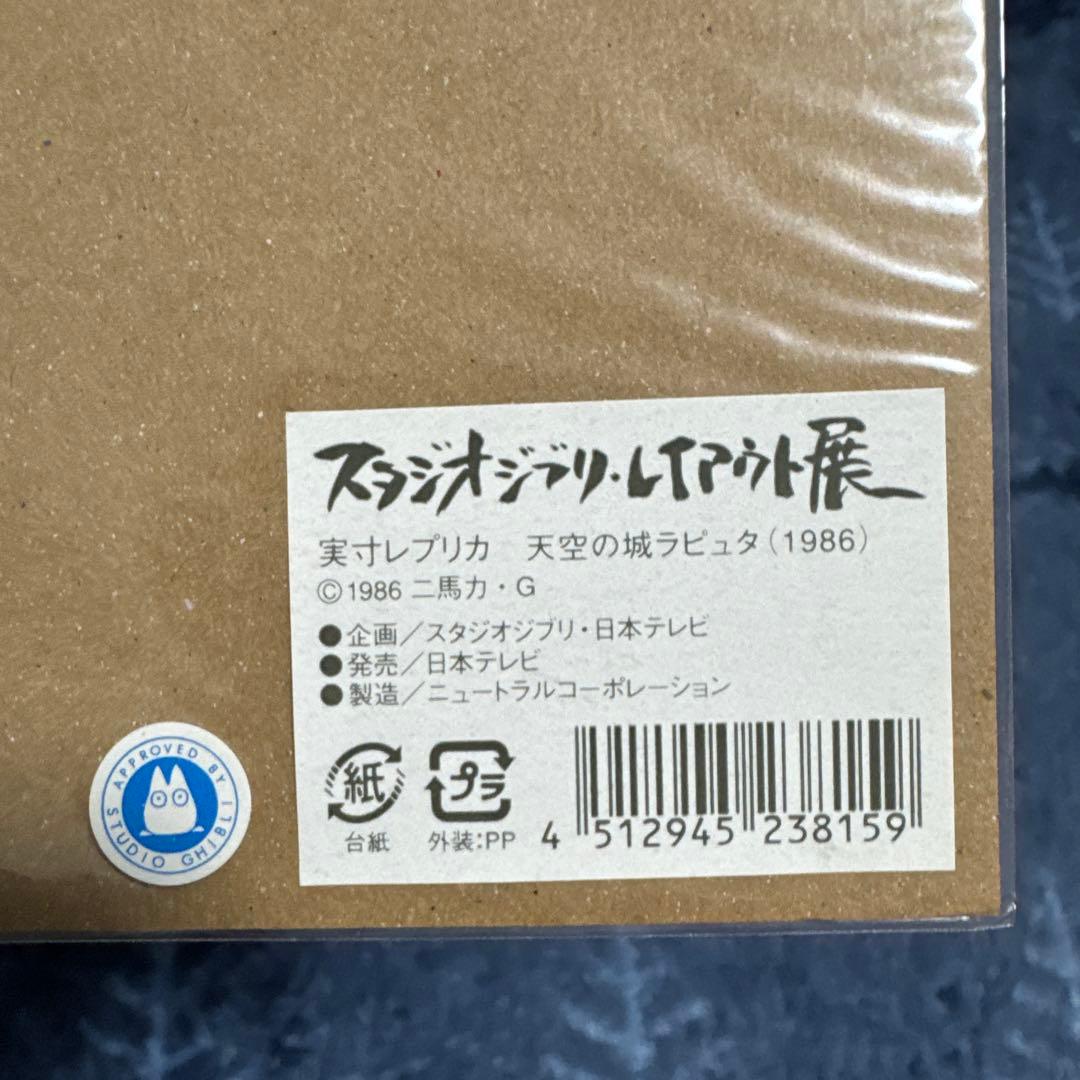 スタジオジブリ・レイアウト展
実寸レプリカ　天空の城ラピュタ（1986）
©1986 二馬力・G
●企画／スタジオジブリ・日本テレビ
●発売／日本テレビ
●製造／ニュートラルコーポレーション
紙
台紙
プラ
外装:PP
4 512945 238159
APPROVED BY STUDIO GHIBLI